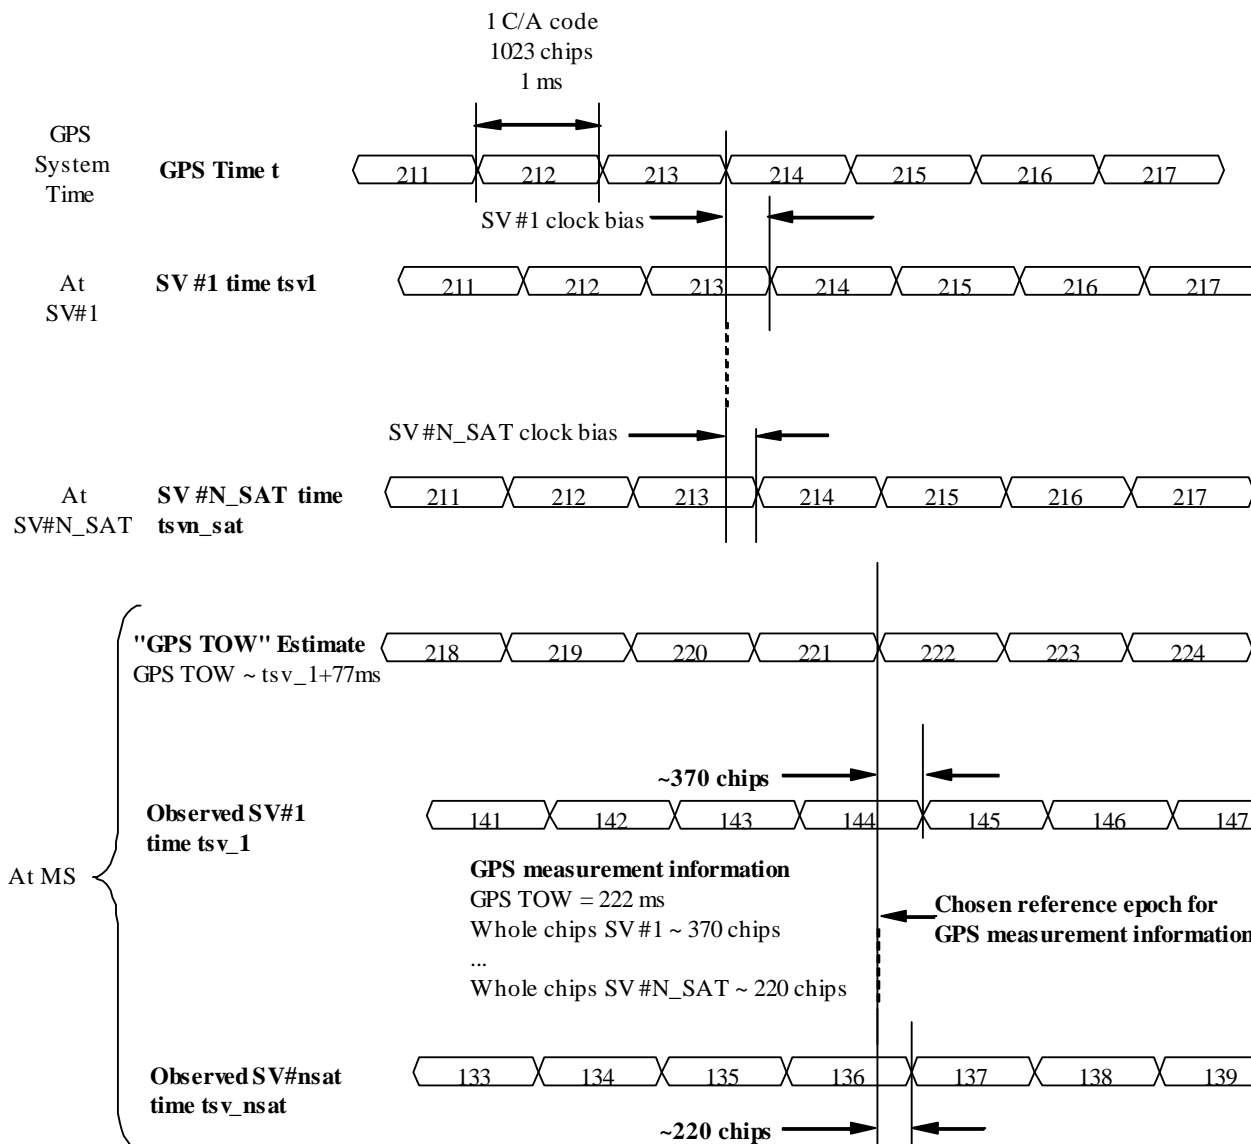 1 C/A code
1023 chips
1 ms
GPS
System
Time
GPS Time t
211 212 213 214 215 216 217
SV #1 clock bias
At
SV#1
SV #1 time tsv1
211 212 213 214 215 216 217
SV #N_SAT clock bias
At
SV#N_SAT
SV #N_SAT time
tsvn_sat
211 212 213 214 215 216 217
"GPS TOW" Estimate
GPS TOW ~ tsv_1+77ms
218 219 220 221 222 223 224
~370 chips
Observed SV#1
time tsv_1
141 142 143 144 145 146 147
At MS
GPS measurement information
GPS TOW = 222 ms
Whole chips SV #1 ~ 370 chips
...
Whole chips SV #N_SAT ~ 220 chips
Chosen reference epoch for
GPS measurement information
Observed SV#nsat
time tsv_nsat
133 134 135 136 137 138 139
~220 chips